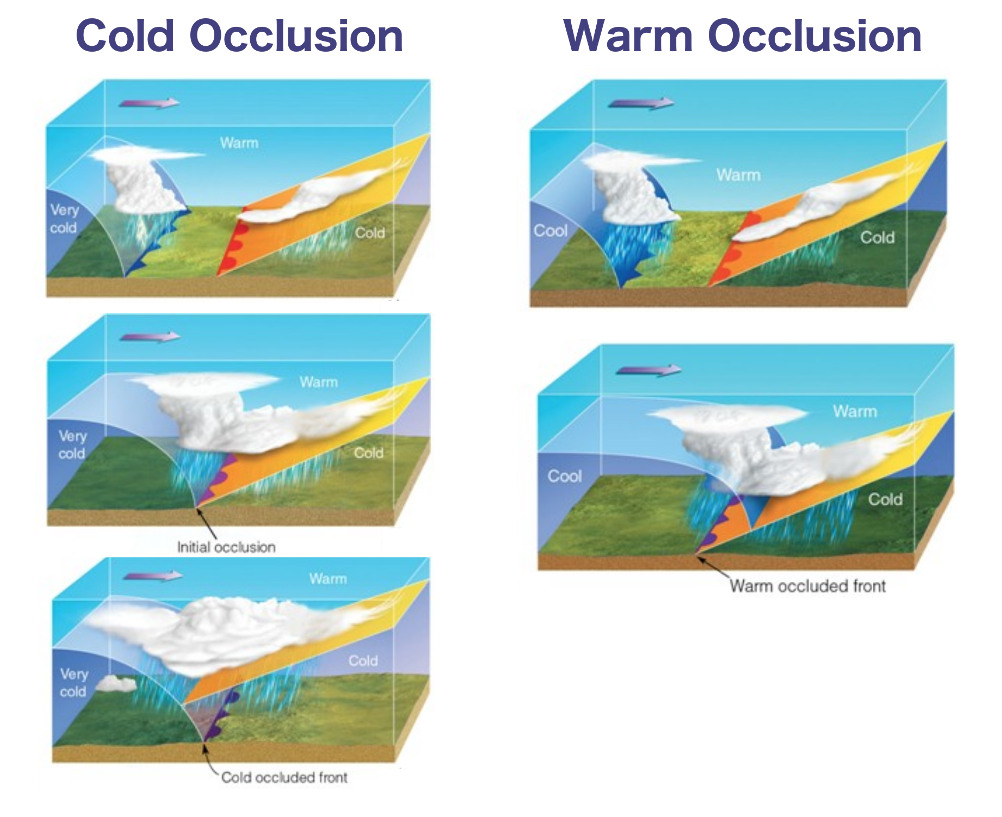 Cold Occlusion
Warm Occlusion
Warm
Very
cold
Cold
Warm
Cool
Cold
Warm
Very
cold
Cold
Initial occlusion
Warm
Cool
Cold
Warm occluded front
Warm
Very
cold
Cold
Cold occluded front